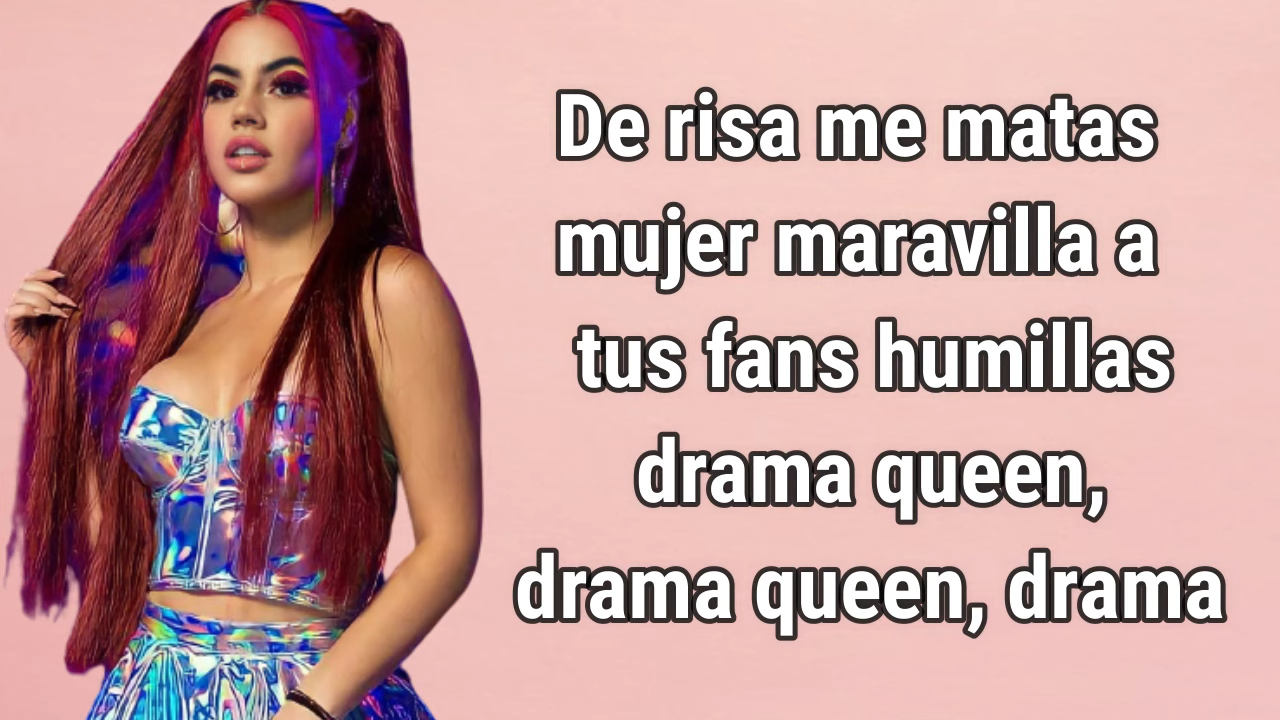 De risa me matas
mujer maravilla a
tus fans humillas
drama queen,
drama queen, drama